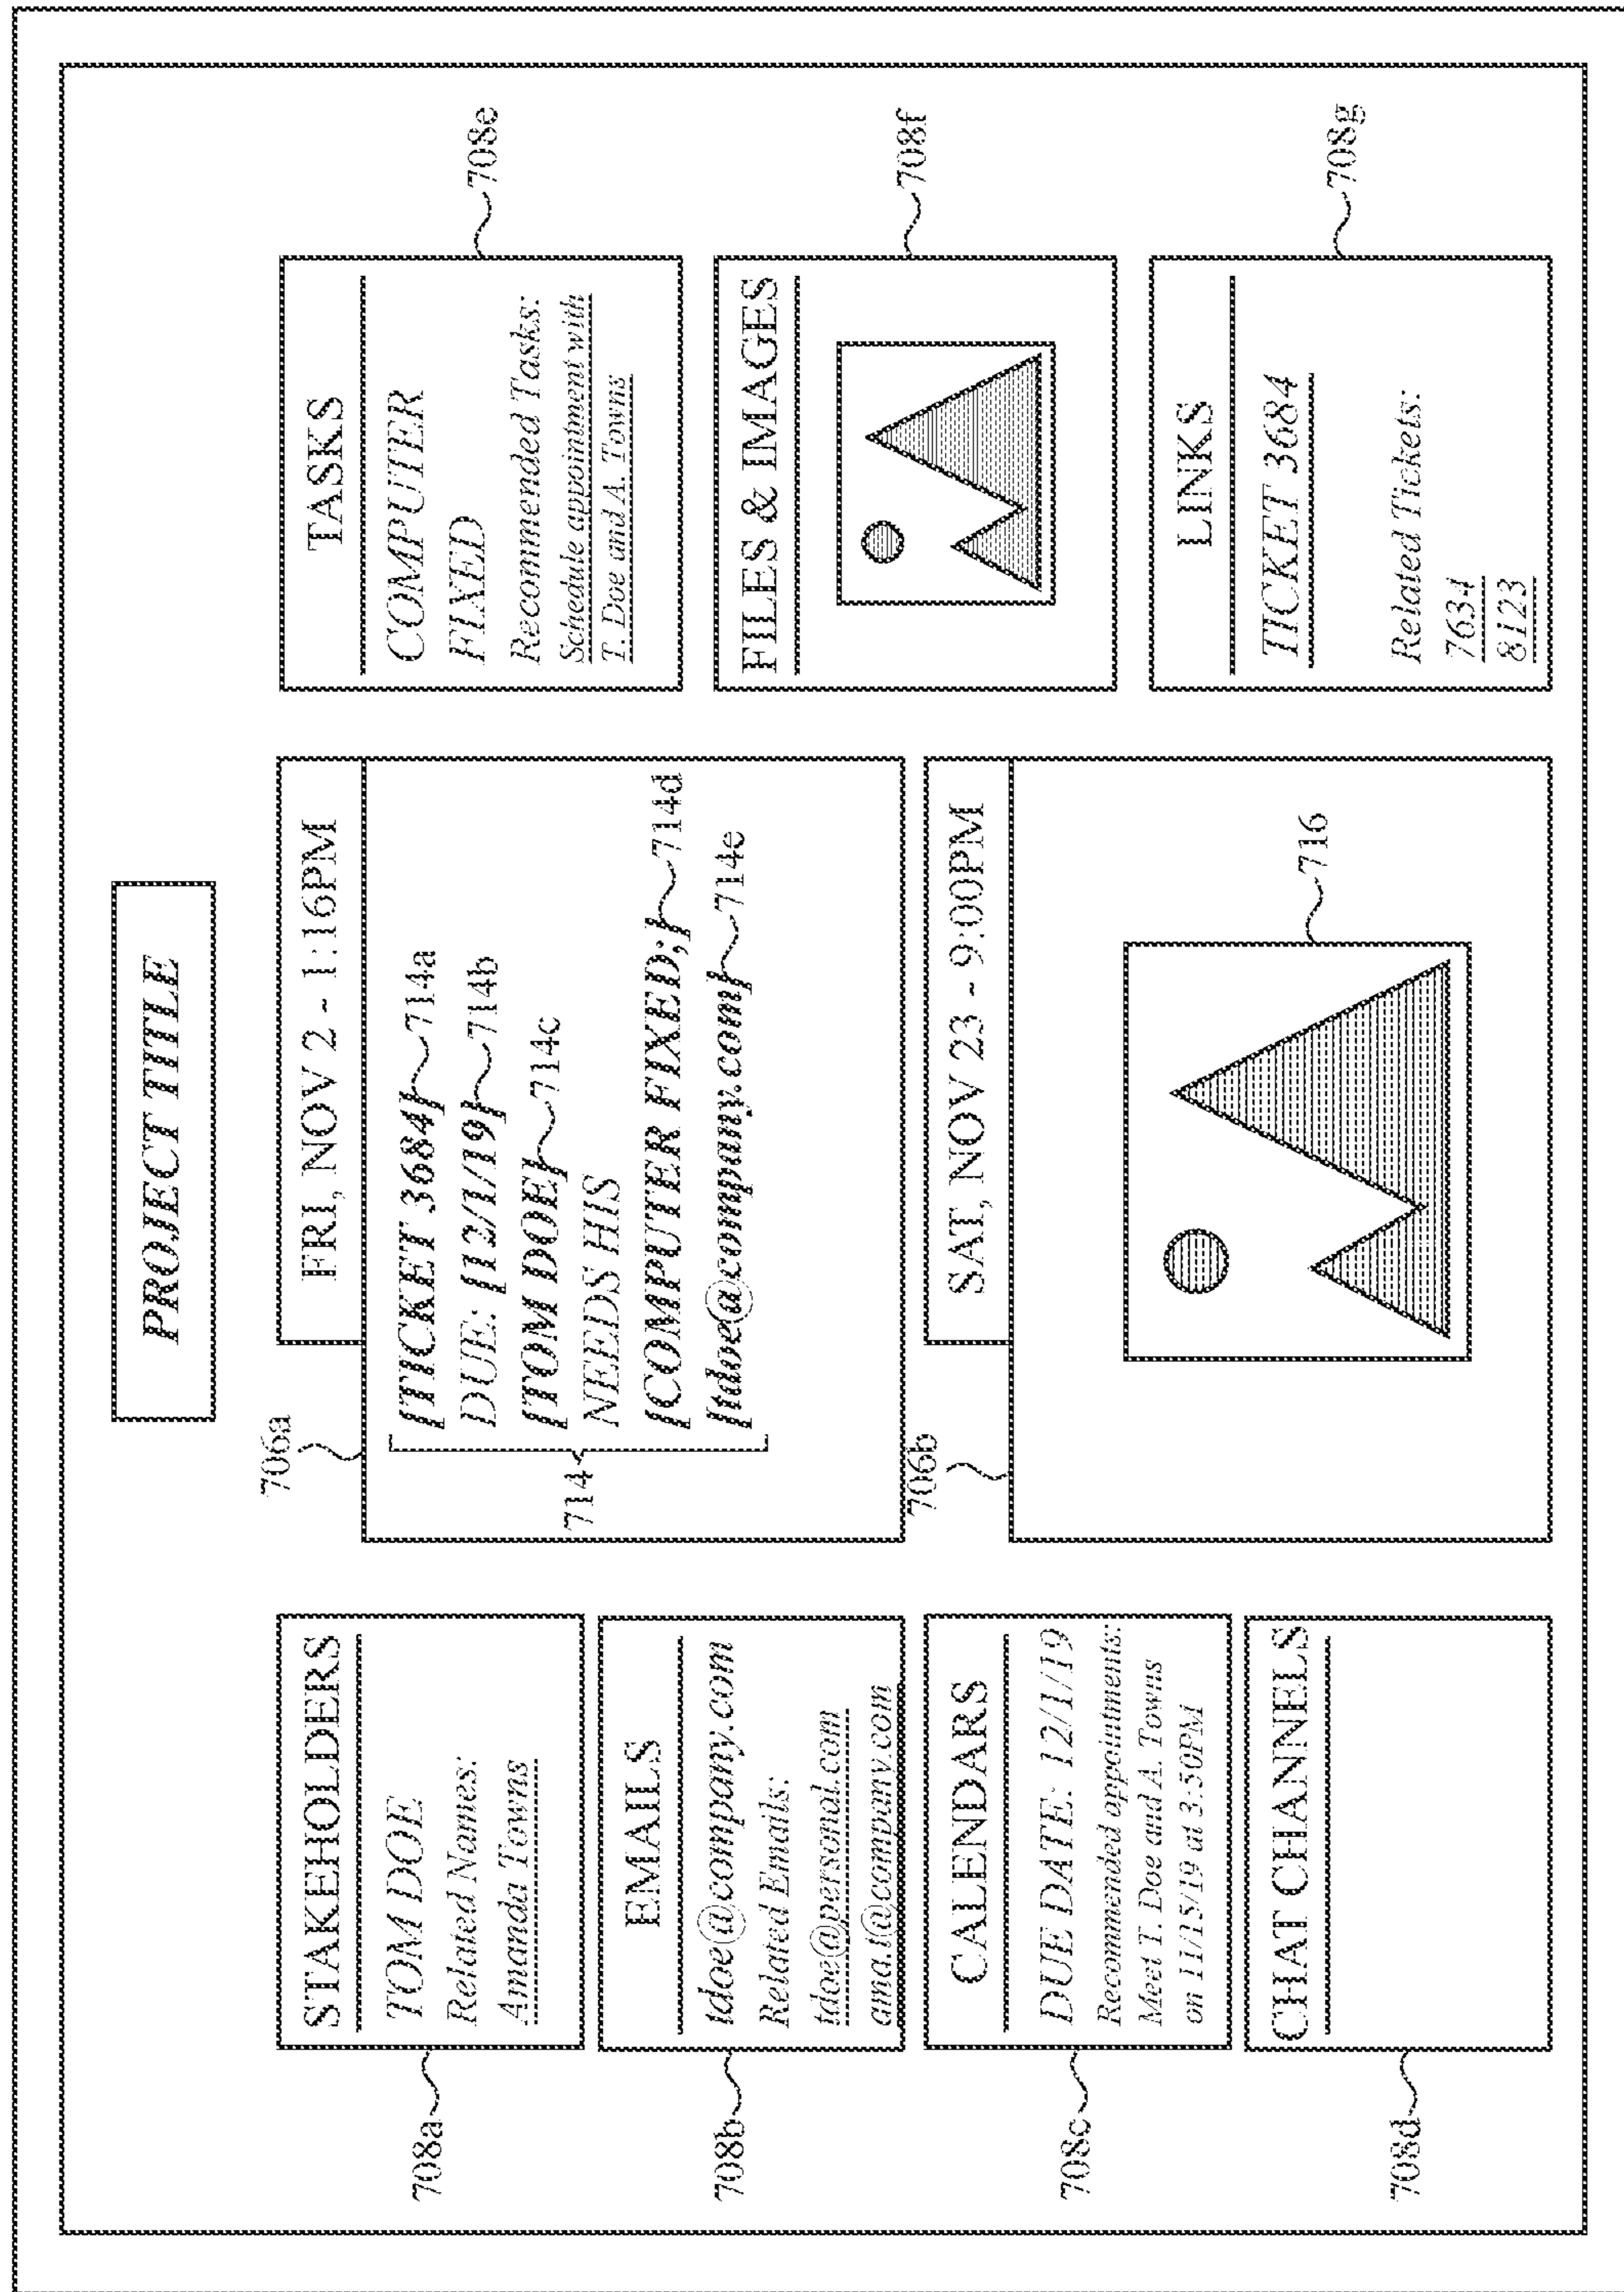 PROJECT TITLE
708a
STAKEHOLDERS
TOM DOE
Related Names:
Amanda Towns
708b
EMAILS
tdoe@company.com
Related Emails:
tdoe@personal.com
ama.t@company.com
708c
CALENDARS
DUE DATE: 12/1/19
Recommended appointments:
Meet T. Doe and A. Towns
on 11/15/19 at 3:30PM
708d
CHAT CHANNELS
706a
FRI, NOV 2 - 1:16PM
714
[TICKET 3684] 714a
DUE: [12/1/19] 714b
[TOM DOE] 714c
NEEDS HIS
[COMPUTER FIXED;] 714d
[tdoe@company.com] 714e
706b
SAT, NOV 23 - 9:00PM
716
TASKS
COMPUTER
FIXED
Recommended Tasks:
Schedule appointment with
T. Doe and A. Towns
708e
FILES & IMAGES
708f
LINKS
TICKET 3684
Related Tickets:
7634
8123
708g